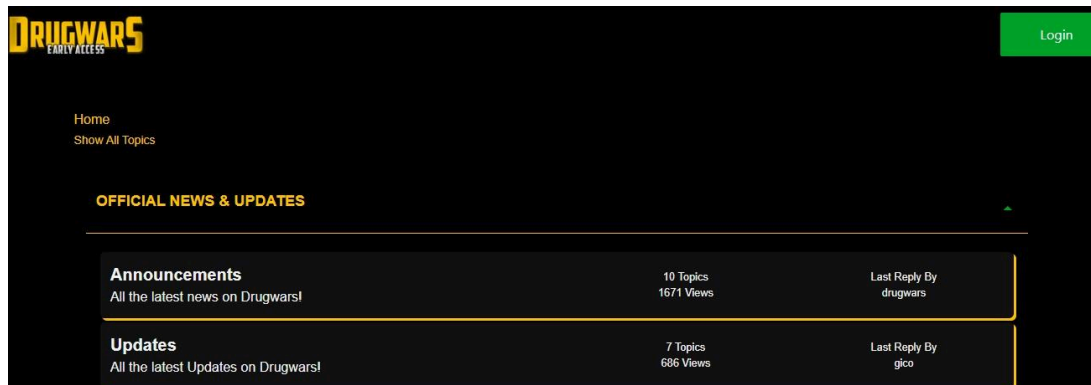 DRUGWARS
EARLY ACCESS
Login
Home
Show All Topics
OFFICIAL NEWS & UPDATES
Announcements
All the latest news on Drugwars!
10 Topics
1671 Views
Last Reply By
drugwars
Updates
All the latest Updates on Drugwars!
7 Topics
686 Views
Last Reply By
gico